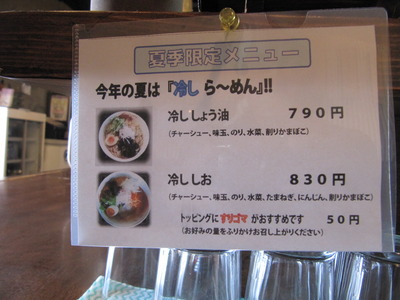 夏季限定メニュー
今年の夏は『冷し ら～めん』!!
冷ししょう油 790円
(チャーシュー、味玉、のり、水菜、削りかまぼこ)
冷ししお 830円
(チャーシュー、味玉、のり、水菜、たまねぎ、にんじん、削りかまぼこ)
トッピングにすりゴマ がおすすめです 50円
(お好みの量をふりかけお召し上がりください)